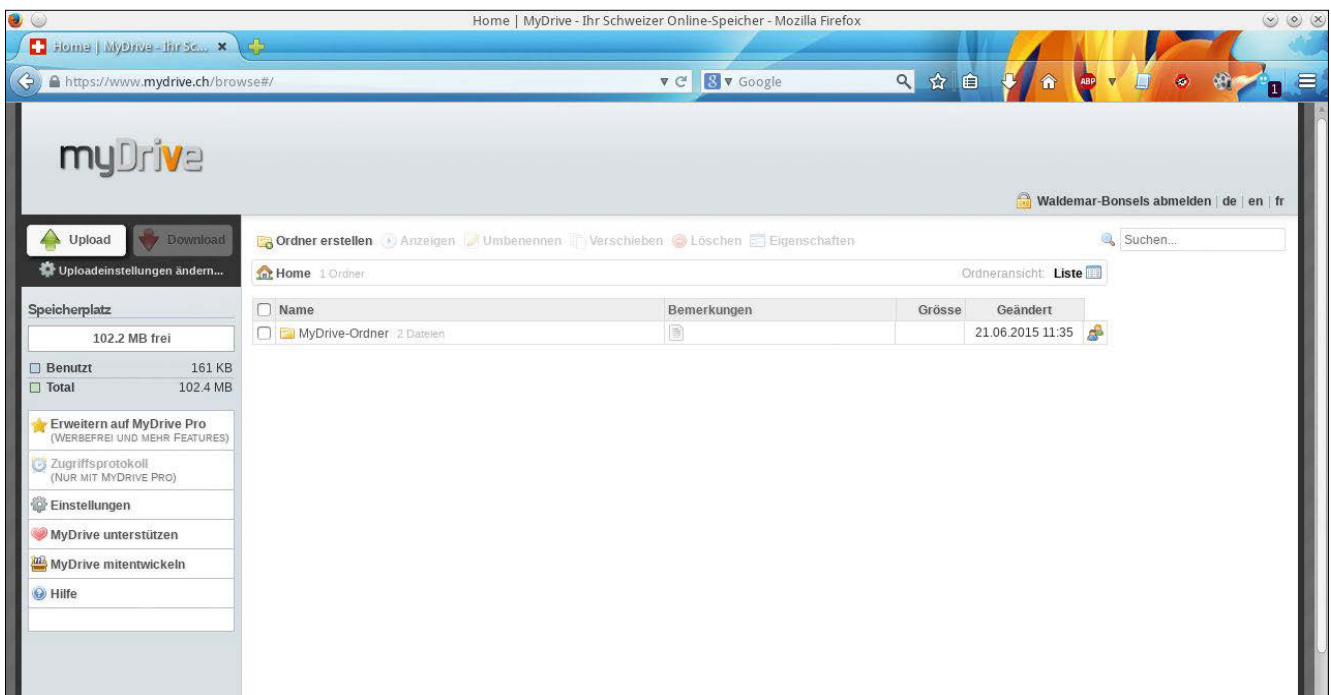 Home | MyDrive - Ihr Schweizer Online-Speicher - Mozilla Firefox
Home | MyDrive - Ihr Sc...
https://www.mydrive.ch/browse#/
8 Google
ABP
1
myDrive
Waldemar-Bonsels abmelden | de | en | fr
Upload Download
Uploadeinstellungen ändern...
Ordner erstellen Anzeigen Umbenennen Verschieben Löschen Eigenschaften
Suchen...
Home 1 Ordner
Ordneransicht: Liste
Speicherplatz
102.2 MB frei
Benutzt 161 KB
Total 102.4 MB
Name Bemerkungen Grösse Geändert
MyDrive-Ordner 2 Dateien 21.06.2015 11:35
Erweitern auf MyDrive Pro
(WERBEFREI UND MEHR FEATURES)
Zugriffsprotokoll
(NUR MIT MYDRIVE PRO)
Einstellungen
MyDrive unterstützen
MyDrive mitentwickeln
Hilfe